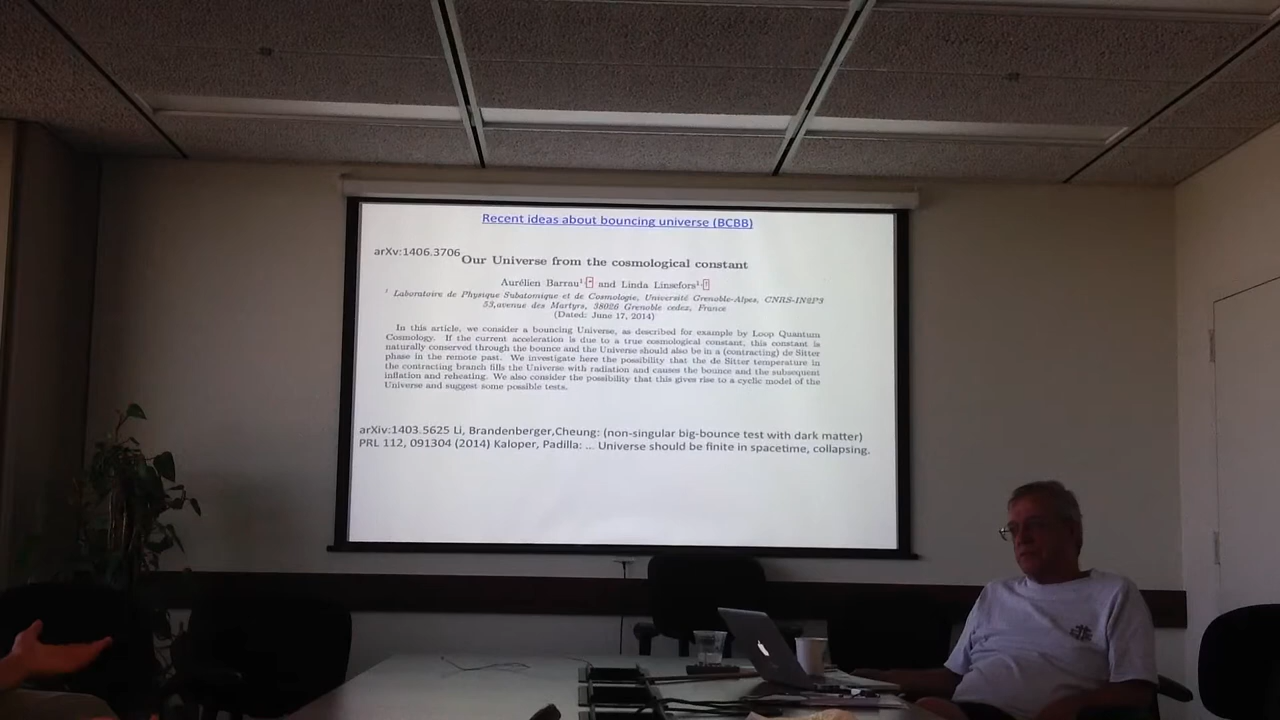 Recent ideas about bouncing universe (BCBB)
arXv:1406.3706
Our Universe from the cosmological constant
Aurélien Barrau¹,* and Linda Linsefors¹,†
¹ Laboratoire de Physique Subatomique et de Cosmologie, Université Grenoble-Alpes, CNRS-IN2P3
53,avenue des Martyrs, 38026 Grenoble cedex, France
(Dated: June 17, 2014)
In this article, we consider a bouncing Universe, as described for example by Loop Quantum
Cosmology. If the current acceleration is due to a true cosmological constant, this constant is
naturally conserved through the bounce and the Universe should also be in a (contracting) de Sitter
phase in the remote past. We investigate here the possibility that the de Sitter temperature in
the contracting branch fills the Universe with radiation and causes the bounce and the subsequent
inflation and reheating. We also consider the possibility that this gives rise to a cyclic model of the
Universe and suggest some possible tests.
arXiv:1403.5625 Li, Brandenberger,Cheung: (non-singular big-bounce test with dark matter)
PRL 112, 091304 (2014) Kaloper, Padilla: ... Universe should be finite in spacetime, collapsing.